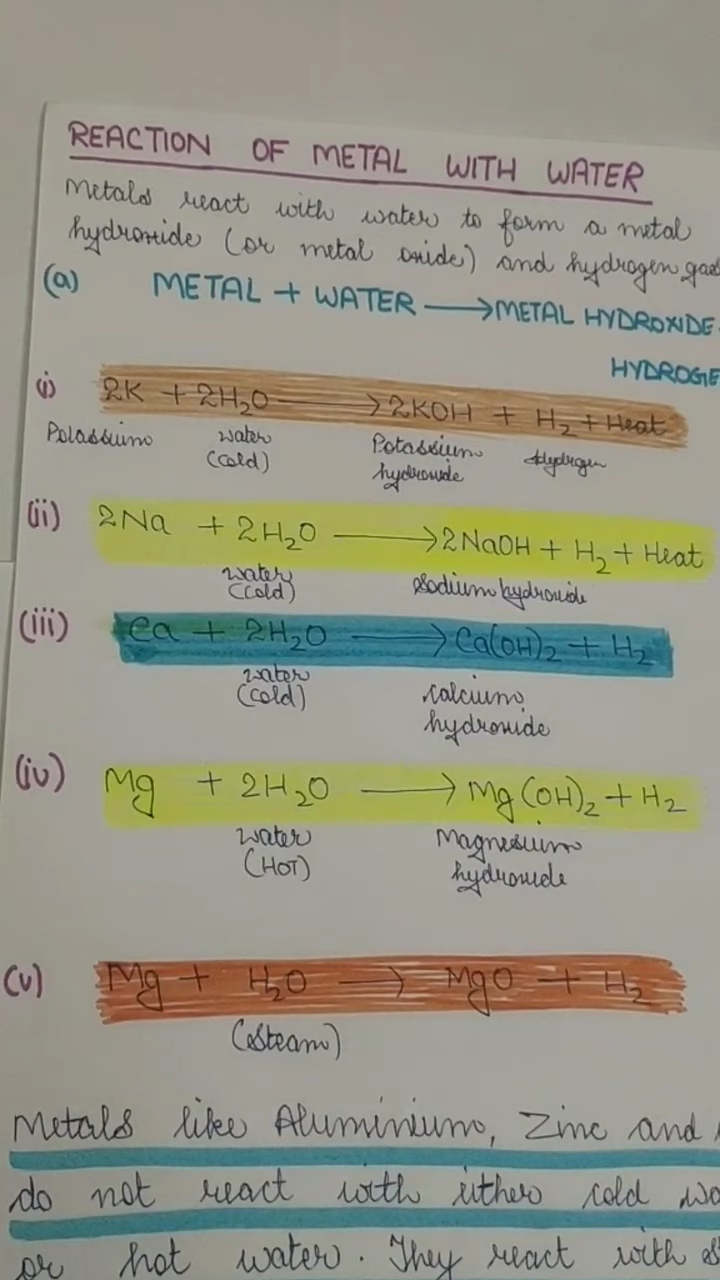 REACTION OF METAL WITH WATER
Metals react with water to form a metal
hydroxide (or metal oxide) and hydrogen gas
(a) METAL + WATER ⟶ METAL HYDROXIDE
HYDROGE
(i) 2K + 2H₂O ⟶ 2KOH + H₂ + Heat
Potassium water Potassium Hydrogen
(cold) hydroxide
(ii) 2Na + 2H₂O ⟶ 2NaOH + H₂ + Heat
water Sodium hydroxide
(cold)
(iii) Ca + 2H₂O ⟶ Ca(OH)₂ + H₂
water calcium
(cold) hydroxide
(iv) Mg + 2H₂O ⟶ Mg(OH)₂ + H₂
water Magnesium
(HOT) hydroxide
(v) Mg + H₂O ⟶ MgO + H₂
(steam)
Metals like Aluminium, Zinc and
do not react with either cold wa
or hot water. They react with s